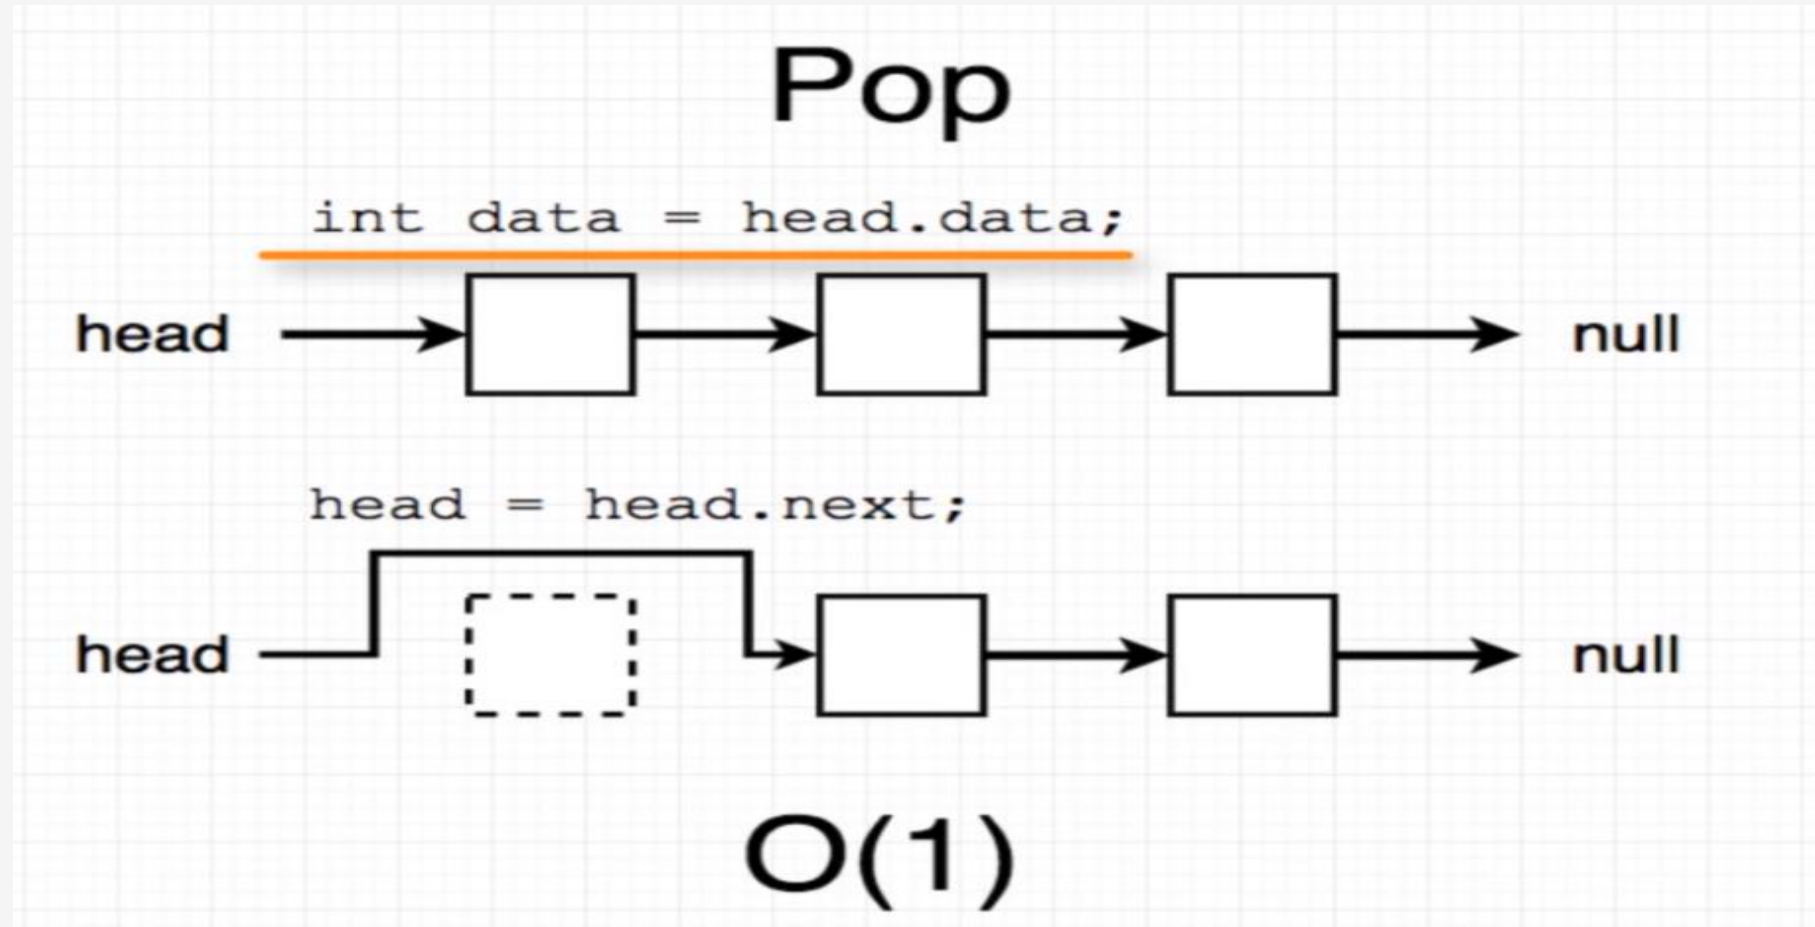 Pop
int data = head.data;
head null
head = head.next;
head null
O(1)